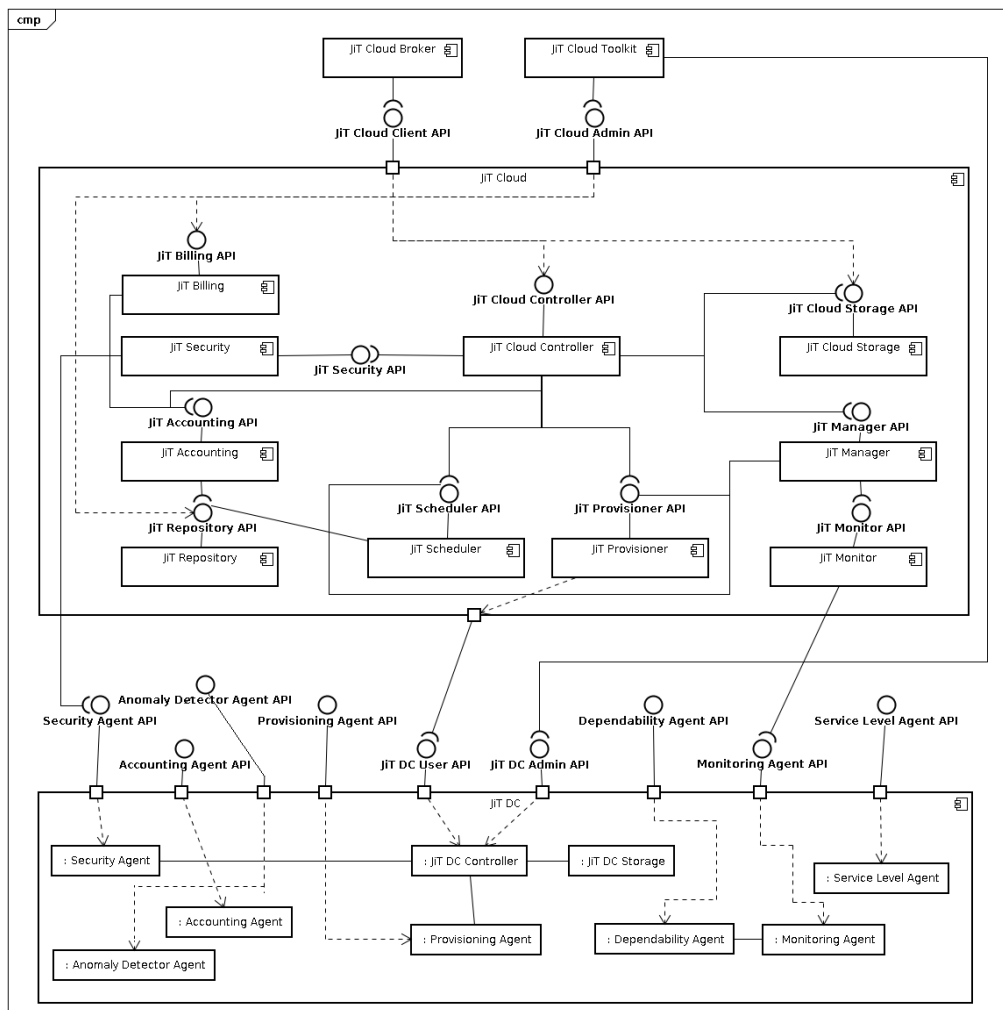 cmp
JiT Cloud Broker
JiT Cloud Toolkit
JiT Cloud Client API
JiT Cloud Admin API
JiT Cloud
JiT Billing API
JiT Billing
JiT Cloud Controller API
JiT Cloud Storage API
JiT Security
JiT Security API
JiT Cloud Controller
JiT Cloud Storage
JiT Accounting API
JiT Manager API
JiT Accounting
JiT Manager
JiT Repository API
JiT Scheduler API
JiT Provisioner API
JiT Monitor API
JiT Repository
JiT Scheduler
JiT Provisioner
JiT Monitor
Anomaly Detector Agent API
Security Agent API
Provisioning Agent API
Dependability Agent API
Service Level Agent API
Accounting Agent API
JiT DC User API
JiT DC Admin API
Monitoring Agent API
JiT DC
: Security Agent
: JiT DC Controller
: JiT DC Storage
: Service Level Agent
: Accounting Agent
: Provisioning Agent
: Dependability Agent
: Monitoring Agent
: Anomaly Detector Agent